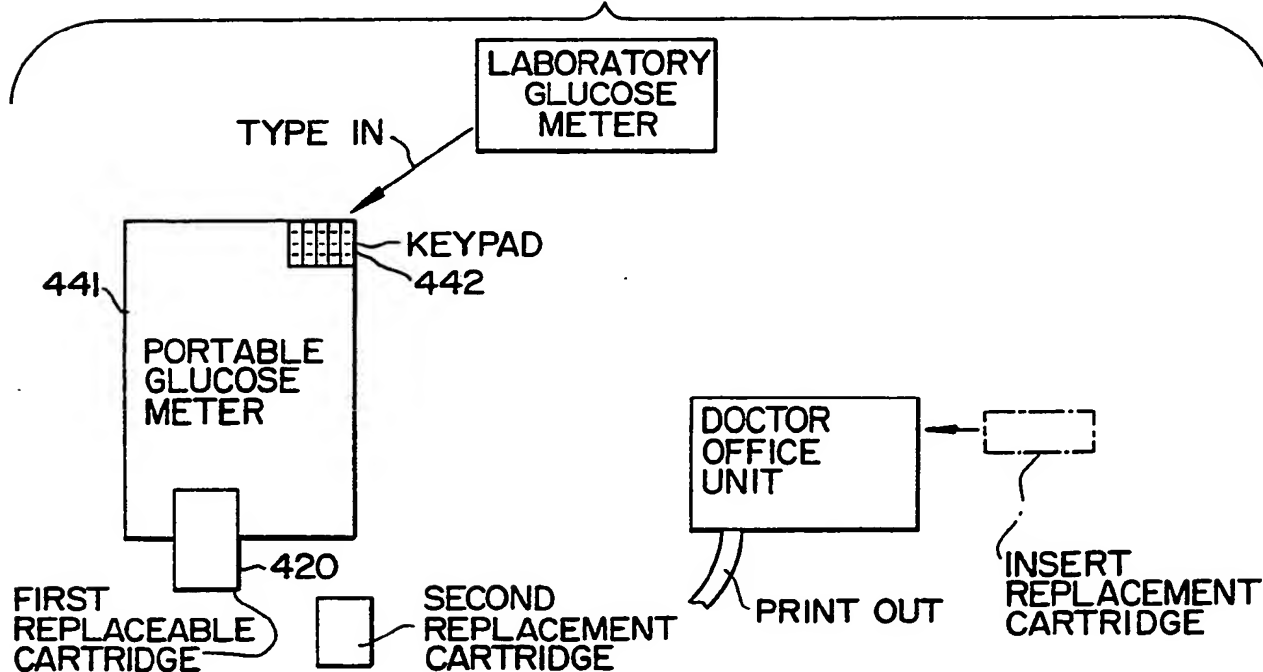 LABORATORY
GLUCOSE
METER
TYPE IN
KEYPAD
442
441
PORTABLE
GLUCOSE
METER
DOCTOR
OFFICE
UNIT
420
FIRST
REPLACEABLE
CARTRIDGE
SECOND
REPLACEMENT
CARTRIDGE
PRINT OUT
INSERT
REPLACEMENT
CARTRIDGE